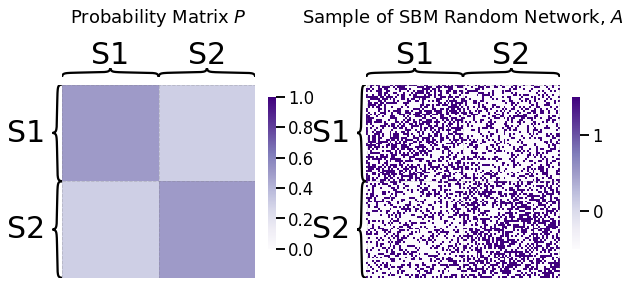 Probability Matrix P
S1 S2
S1
S2
1.0
0.8
0.6
0.4
0.2
0.0
Sample of SBM Random Network, A
S1 S2
S1
S2
1
0